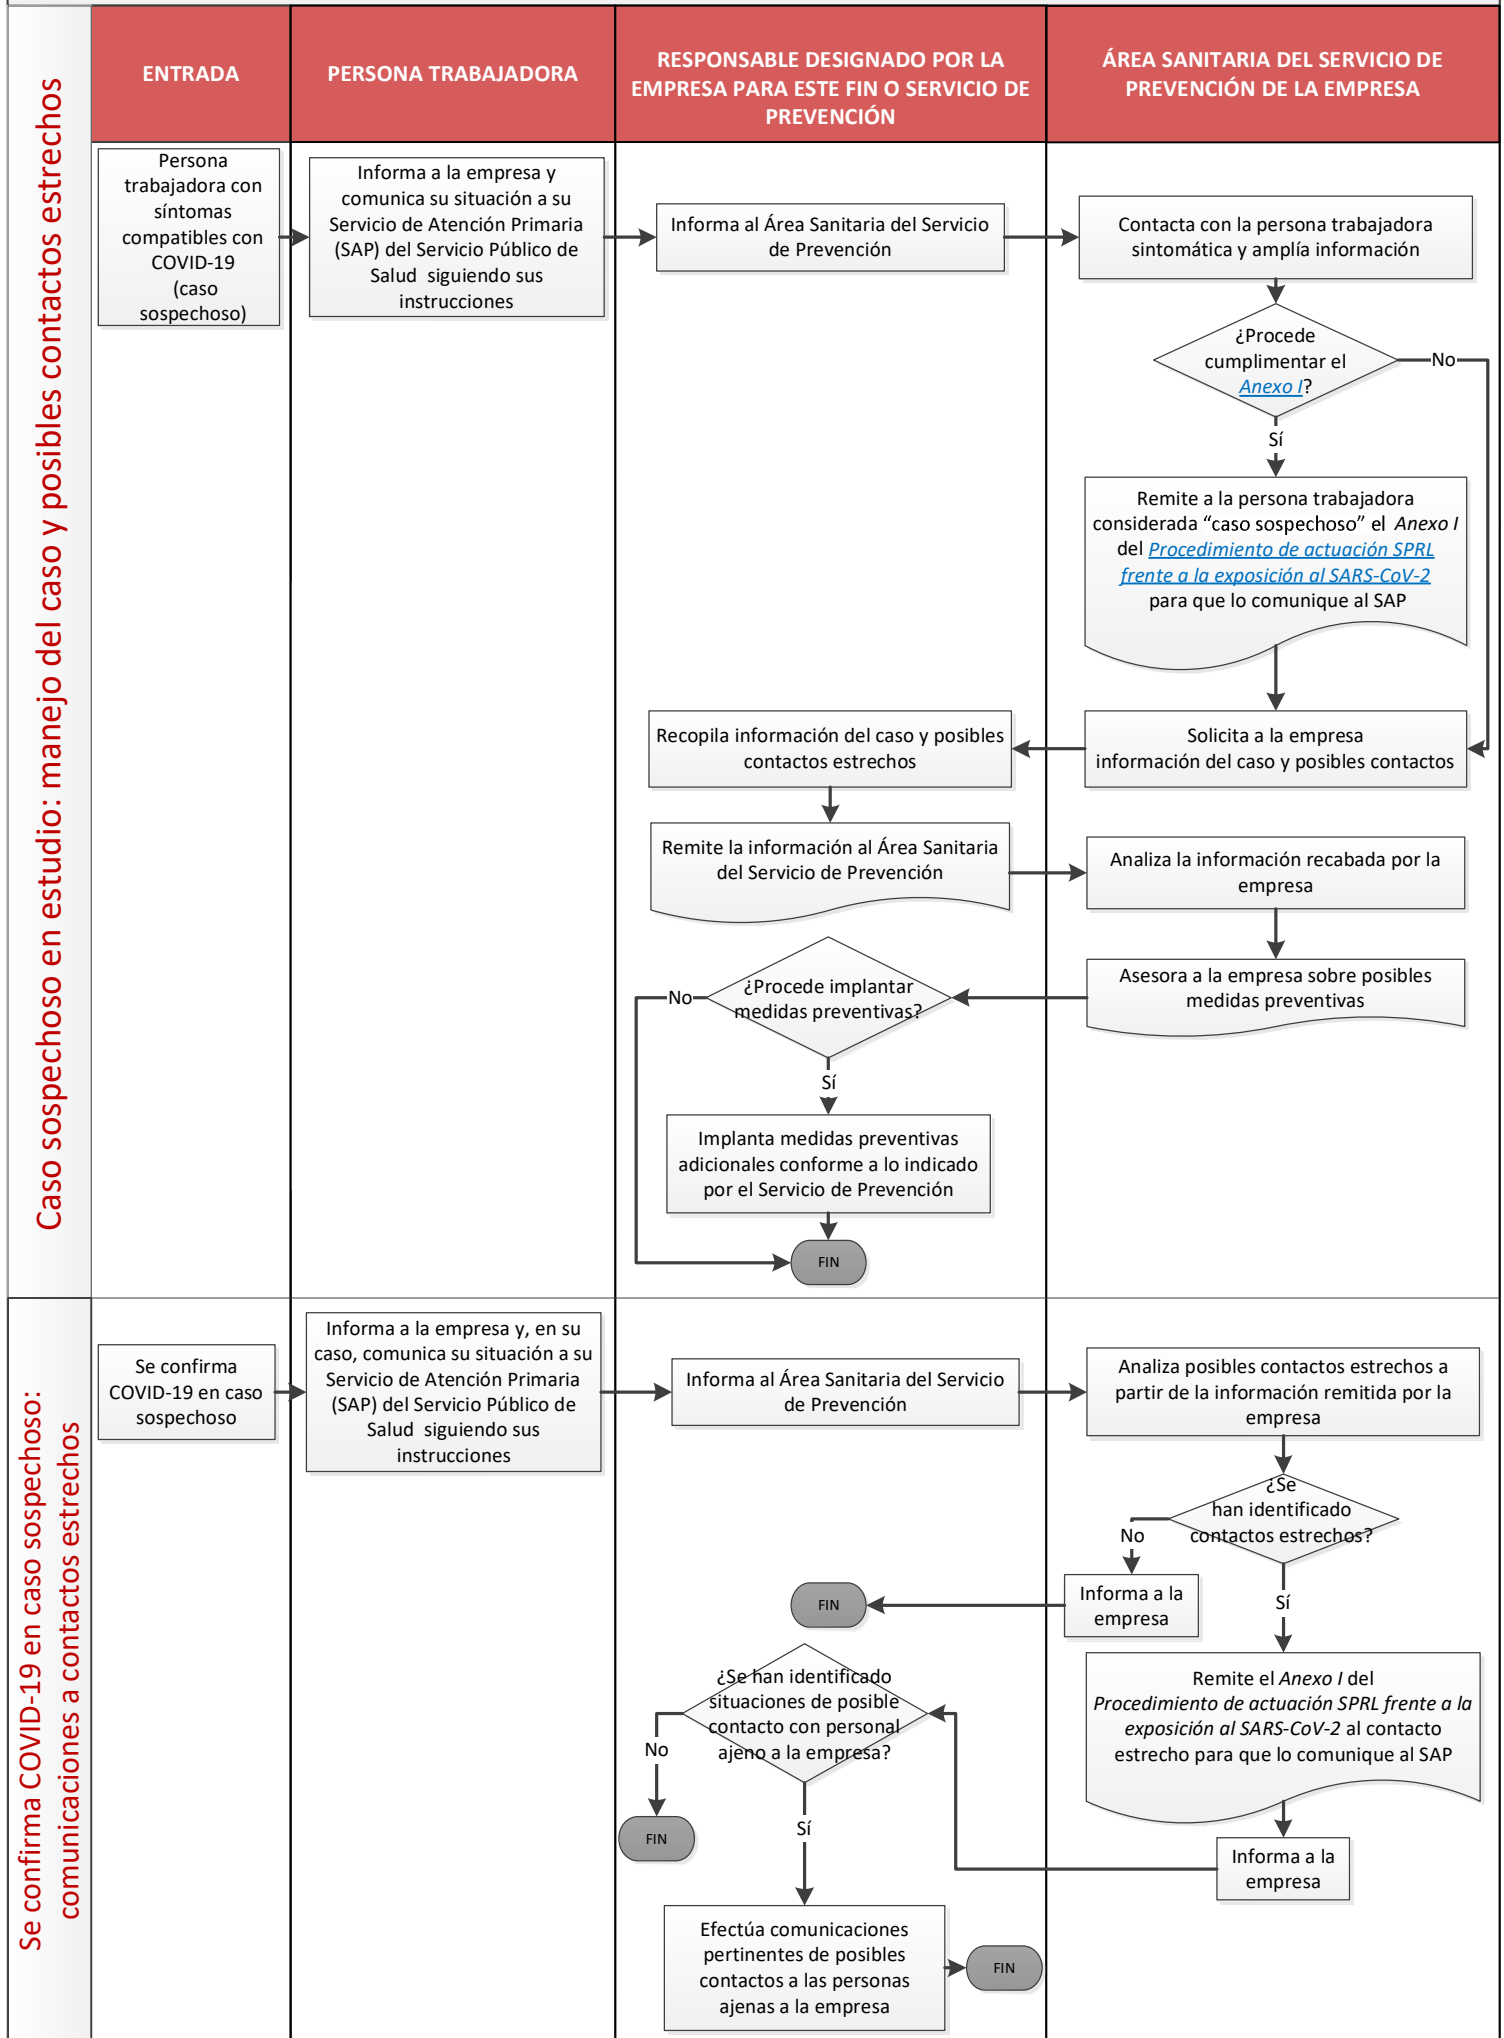 Caso sospechoso en estudio: manejo del caso y posibles contactos estrechos
ENTRADA
PERSONA TRABAJADORA
RESPONSABLE DESIGNADO POR LA
EMPRESA PARA ESTE FIN O SERVICIO DE
PREVENCIÓN
ÁREA SANITARIA DEL SERVICIO DE
PREVENCIÓN DE LA EMPRESA
Persona
trabajadora con
síntomas
compatibles con
COVID-19
(caso
sospechoso)
Informa a la empresa y
comunica su situación a su
Servicio de Atención Primaria
(SAP) del Servicio Público de
Salud siguiendo sus
instrucciones
Informa al Área Sanitaria del Servicio
de Prevención
Contacta con la persona trabajadora
sintomática y amplía información
¿Procede
cumplimentar el
Anexo I?
No
Sí
Remite a la persona trabajadora
considerada “caso sospechoso” el Anexo I
del Procedimiento de actuación SPRL
frente a la exposición al SARS-CoV-2
para que lo comunique al SAP
Solicita a la empresa
información del caso y posibles contactos
Recopila información del caso y posibles
contactos estrechos
Remite la información al Área Sanitaria
del Servicio de Prevención
Analiza la información recabada por la
empresa
Asesora a la empresa sobre posibles
medidas preventivas
¿Procede implantar
medidas preventivas?
No
Sí
Implanta medidas preventivas
adicionales conforme a lo indicado
por el Servicio de Prevención
FIN
Se confirma COVID-19 en caso sospechoso:
comunicaciones a contactos estrechos
Se confirma
COVID-19 en caso
sospechoso
Informa a la empresa y, en su
caso, comunica su situación a su
Servicio de Atención Primaria
(SAP) del Servicio Público de
Salud siguiendo sus
instrucciones
Informa al Área Sanitaria del Servicio
de Prevención
Analiza posibles contactos estrechos a
partir de la información remitida por la
empresa
¿Se
han identificado
contactos estrechos?
No
Sí
Informa a la
empresa
FIN
Remite el Anexo I del
Procedimiento de actuación SPRL frente a la
exposición al SARS-CoV-2 al contacto
estrecho para que lo comunique al SAP
Informa a la
empresa
¿Se han identificado
situaciones de posible
contacto con personal
ajeno a la empresa?
No
FIN
Sí
Efectúa comunicaciones
pertinentes de posibles
contactos a las personas
ajenas a la empresa
FIN